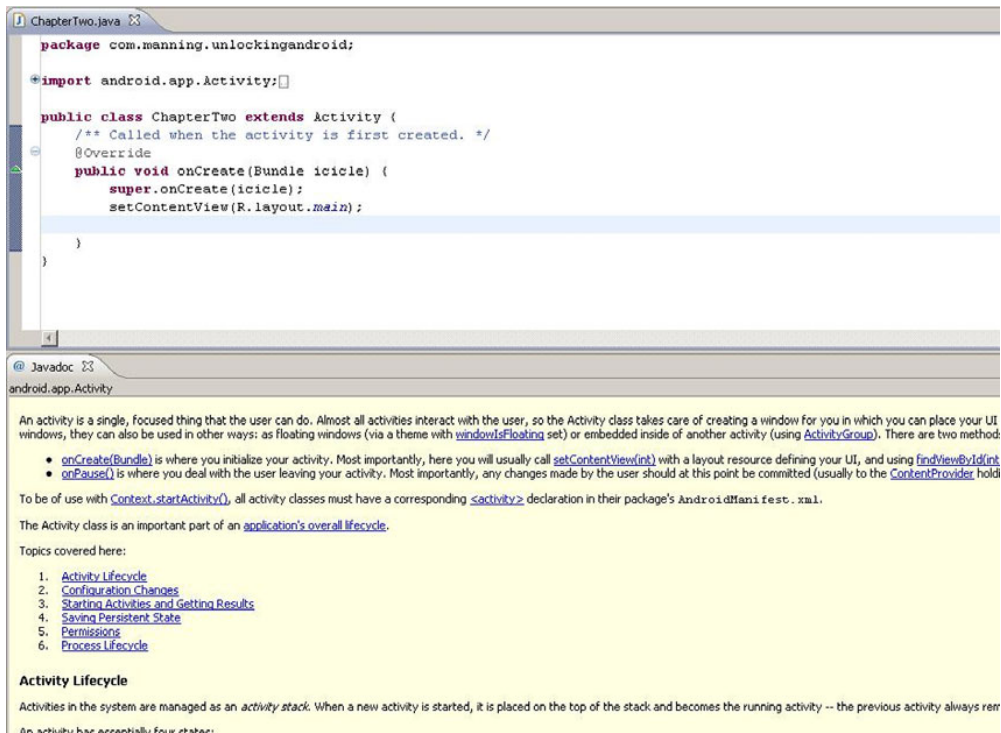 ChapterTwo.java
package com.manning.unlockingandroid;
import android.app.Activity;
public class ChapterTwo extends Activity {
/** Called when the activity is first created. */
@Override
public void onCreate(Bundle icicle) {
super.onCreate(icicle);
setContentView(R.layout.main);
}
}
@ Javadoc
android.app.Activity
An activity is a single, focused thing that the user can do. Almost all activities interact with the user, so the Activity class takes care of creating a window for you in which you can place your UI
windows, they can also be used in other ways: as floating windows (via a theme with windowIsFloating set) or embedded inside of another activity (using ActivityGroup). There are two method
• onCreate(Bundle) is where you initialize your activity. Most importantly, here you will usually call setContentView(int) with a layout resource defining your UI, and using findViewById(int
• onPause() is where you deal with the user leaving your activity. Most importantly, any changes made by the user should at this point be committed (usually to the ContentProvider holdi
To be of use with Context.startActivity(), all activity classes must have a corresponding <activity> declaration in their package's AndroidManifest.xml.
The Activity class is an important part of an application's overall lifecycle.
Topics covered here:
1. Activity Lifecycle
2. Configuration Changes
3. Starting Activities and Getting Results
4. Saving Persistent State
5. Permissions
6. Process Lifecycle
Activity Lifecycle
Activities in the system are managed as an activity stack. When a new activity is started, it is placed on the top of the stack and becomes the running activity -- the previous activity always rem
An activity has essentially four states: